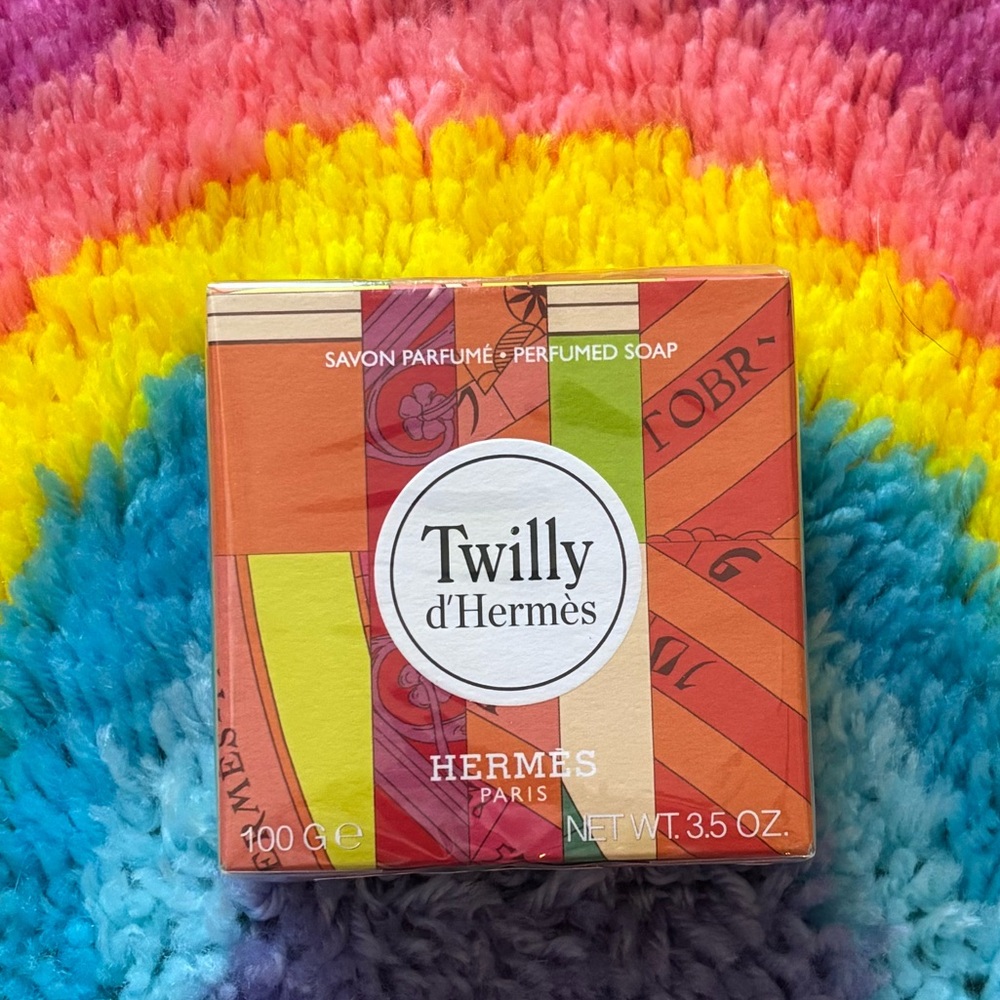 SAVON PARFUMÉ • PERFUMED SOAP
TOBR-
Twilly
d'Hermès
HERMÈS
PARIS
100 G ℮
NET WT. 3.5 OZ.